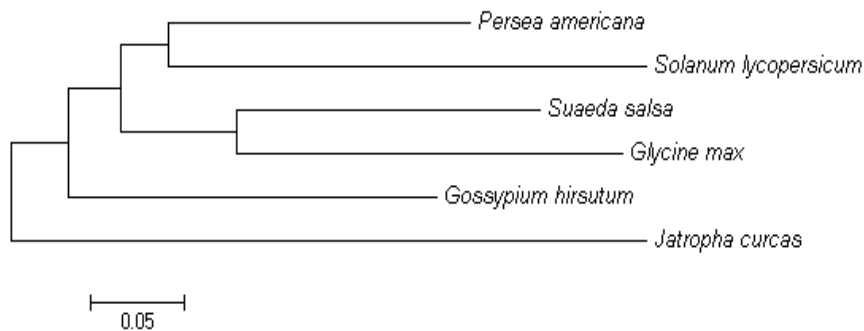 Persea americana
Solanum lycopersicum
Suaeda salsa
Glycine max
Gossypium hirsutum
Jatropha curcas
0.05